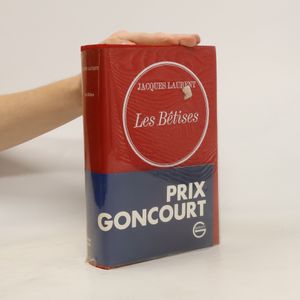 JACQUES LAURENT
Les Bêtises
PRIX
GONCOURT